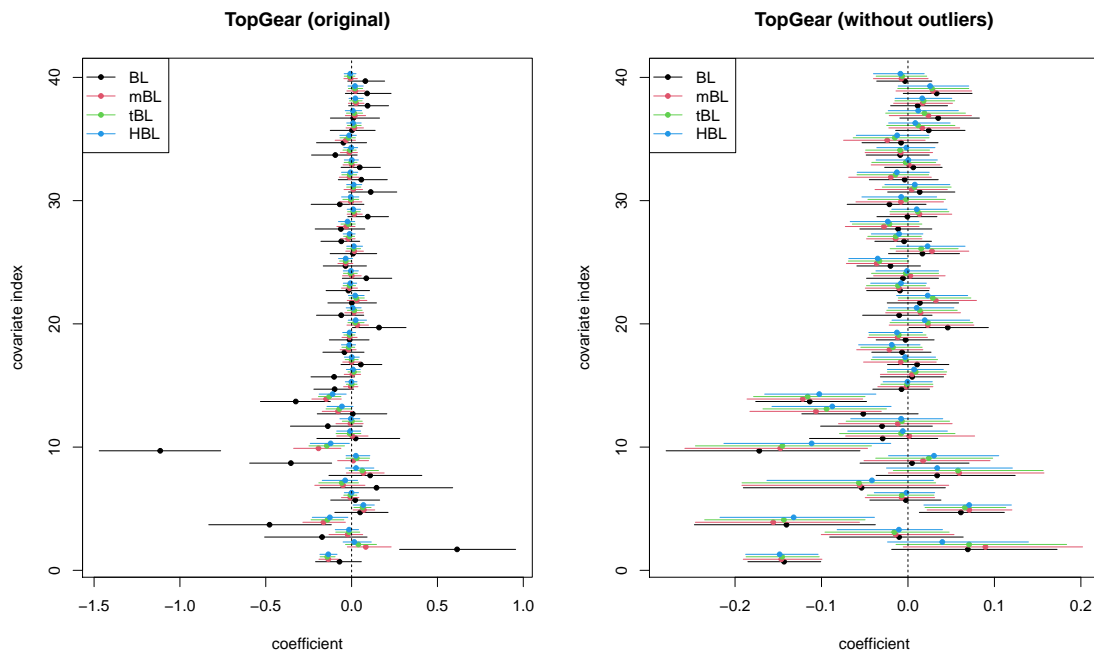 TopGear (original)
BL
mBL
tBL
HBL
covariate index
0
10
20
30
40
−1.5
−1.0
−0.5
0.0
0.5
1.0
coefficient
TopGear (without outliers)
BL
mBL
tBL
HBL
covariate index
0
10
20
30
40
−0.2
−0.1
0.0
0.1
0.2
coefficient